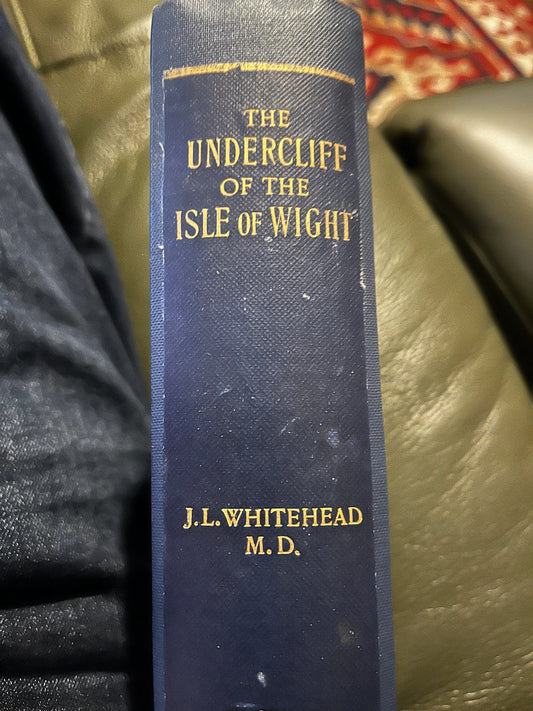 THE
UNDERCLIFF
OF THE
ISLE OF WIGHT
J.L.WHITEHEAD
M.D.